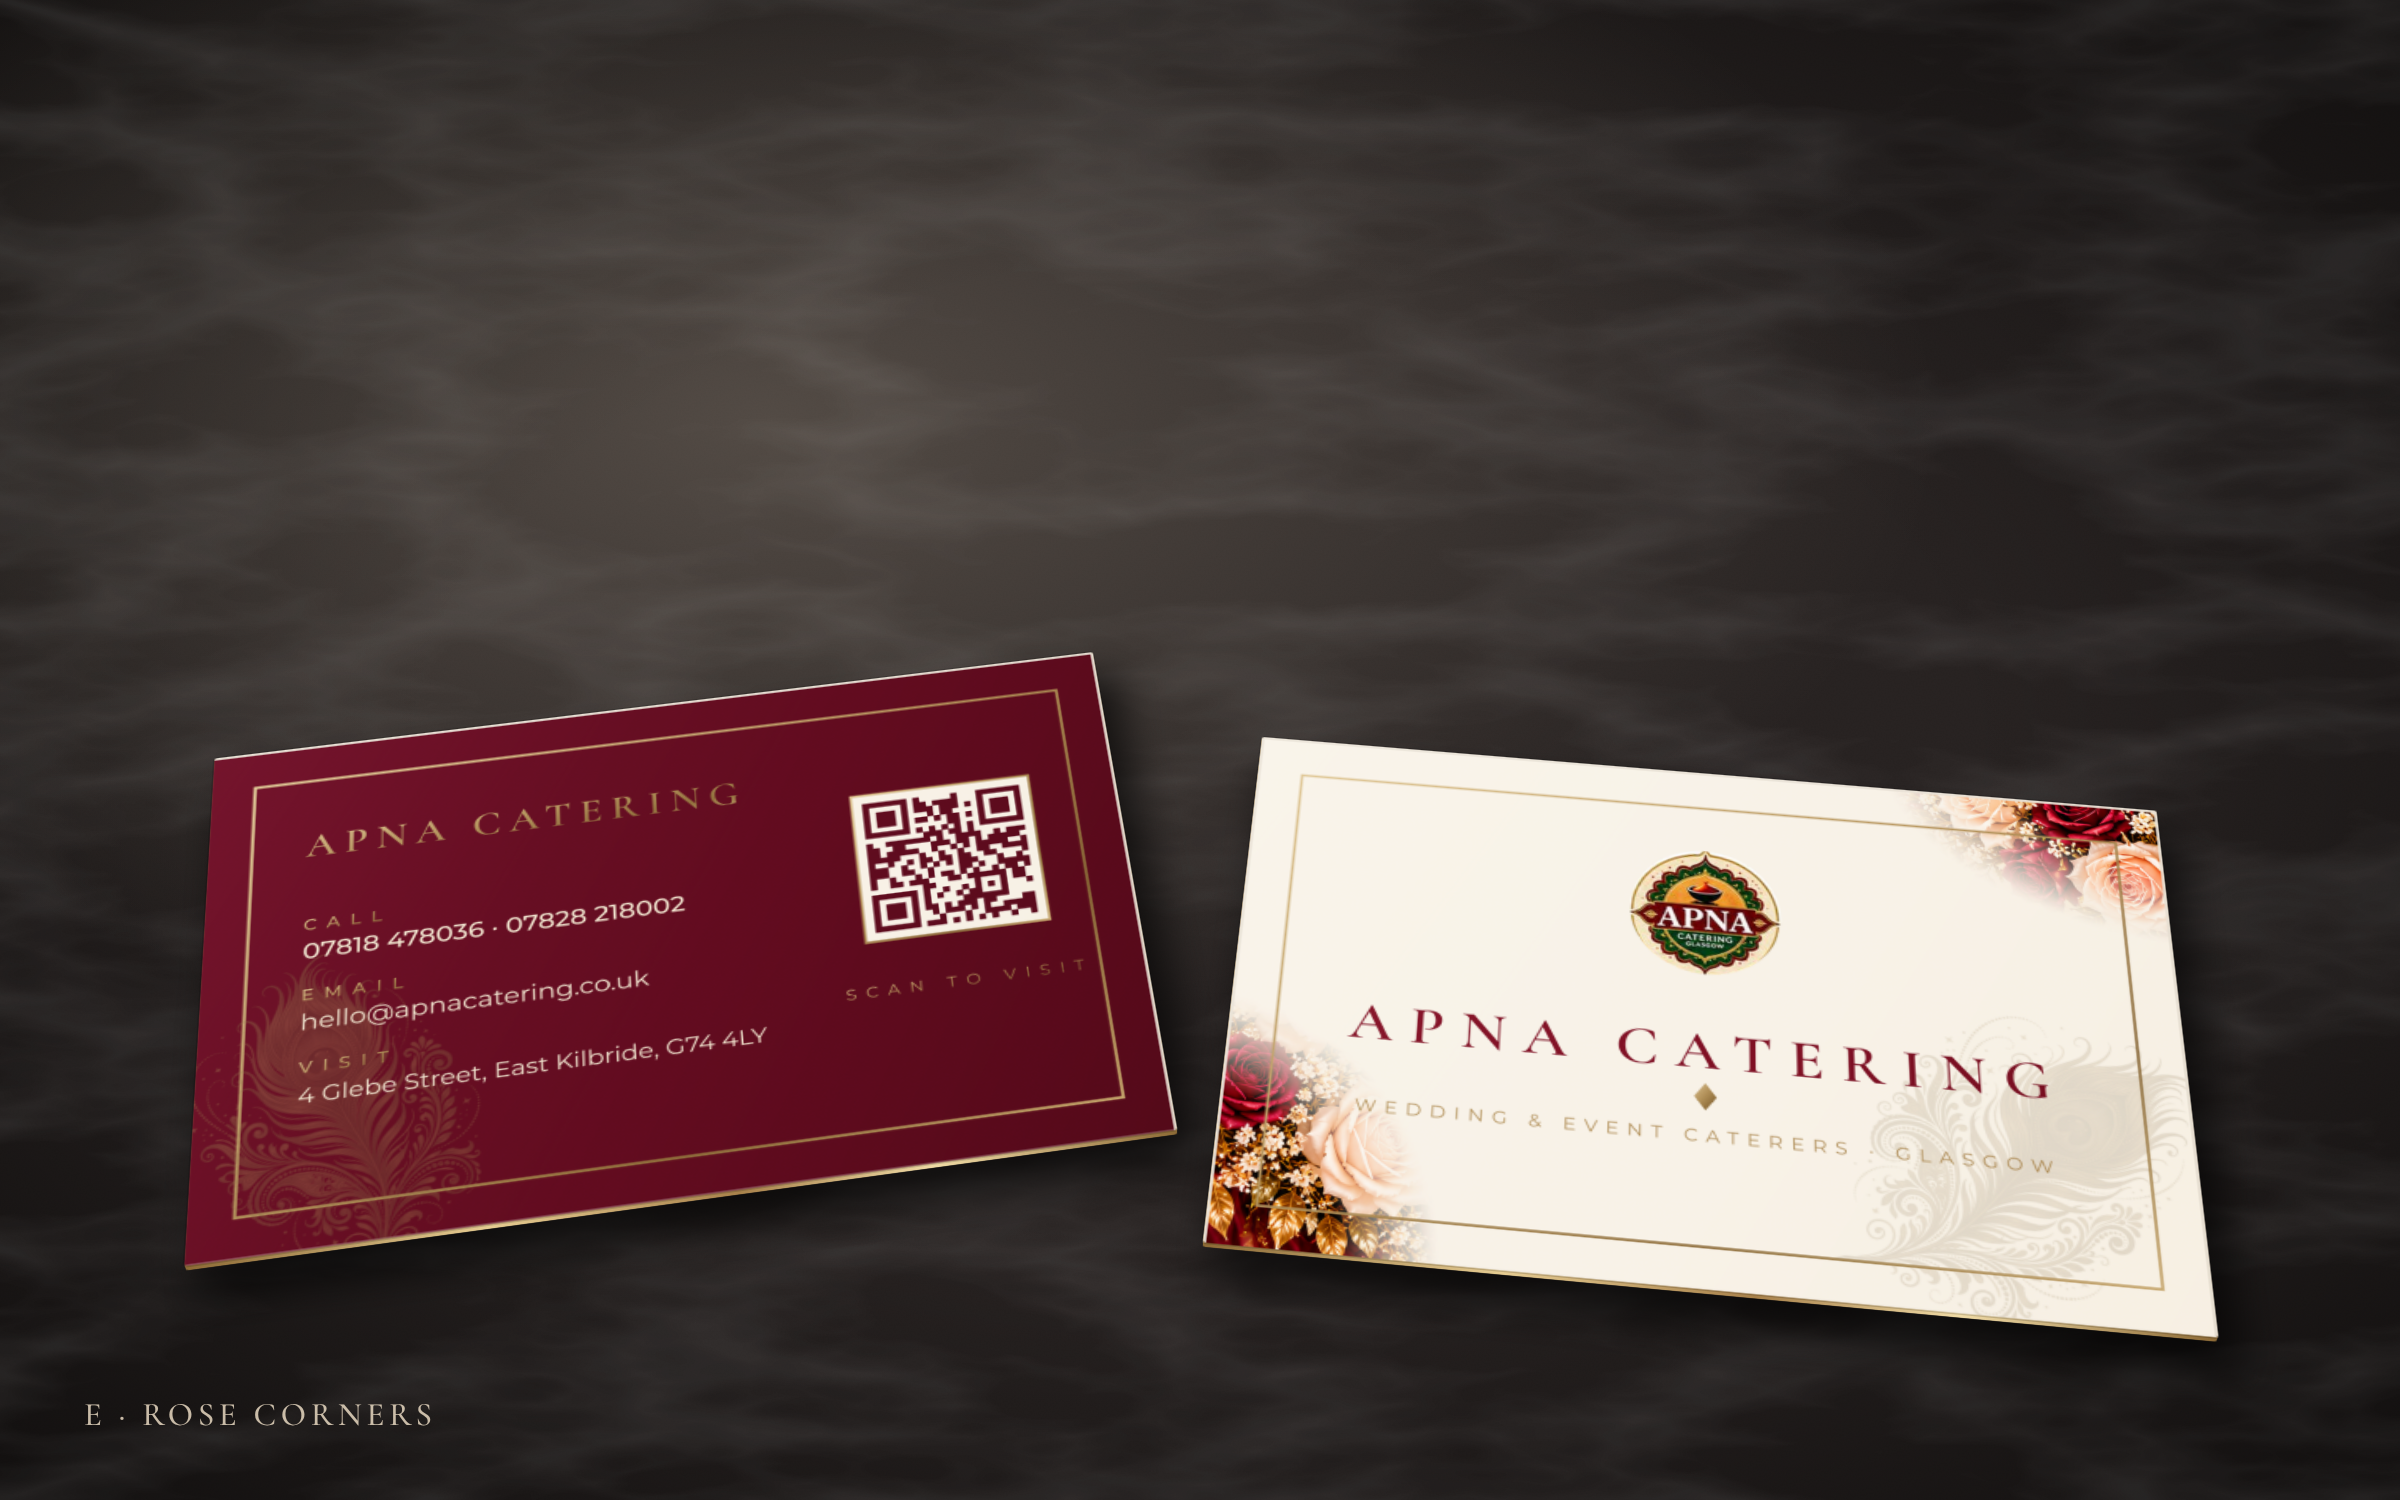 APNA CATERING
CALL
07818 478036 · 07828 218002
EMAIL
hello@apnacatering.co.uk
VISIT
4 Glebe Street, East Kilbride, G74 4LY
SCAN TO VISIT
APNA
CATERING
GLASGOW
APNA CATERING
WEDDING & EVENT CATERERS · GLASGOW
E · ROSE CORNERS